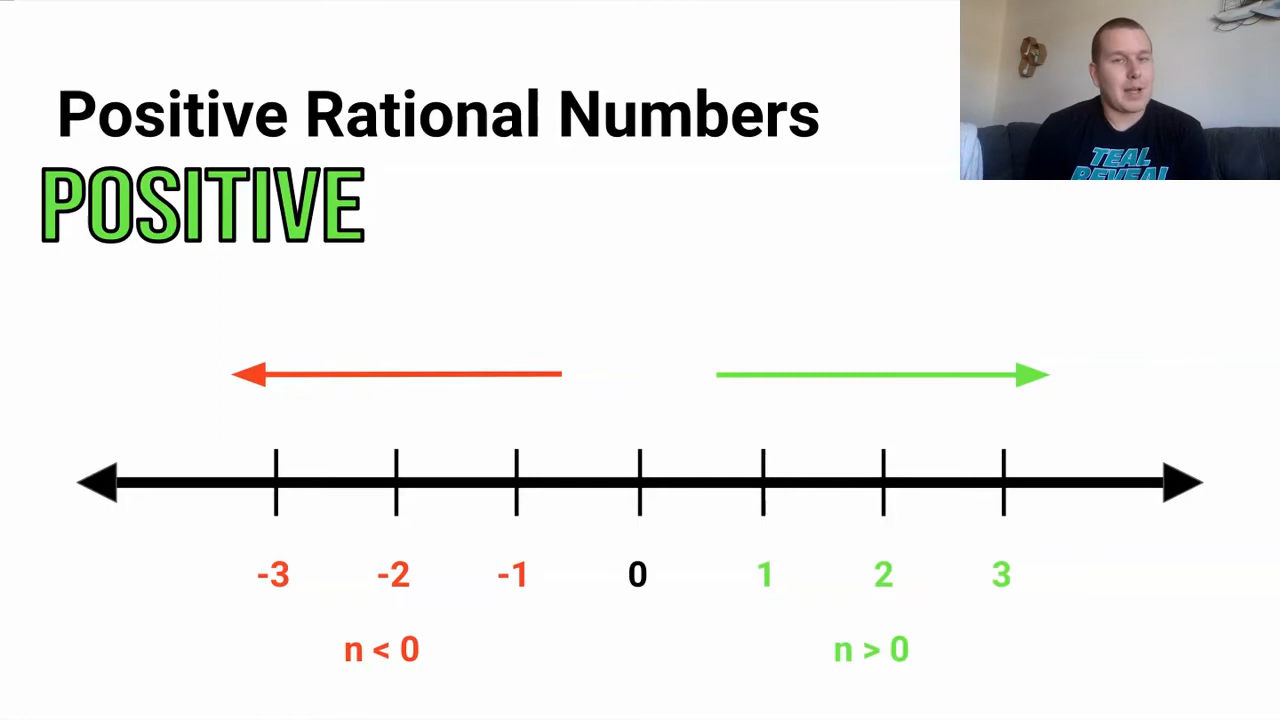 Positive Rational Numbers
POSITIVE
TEAL
REVEAL
-3 -2 -1 0 1 2 3
n < 0 n > 0